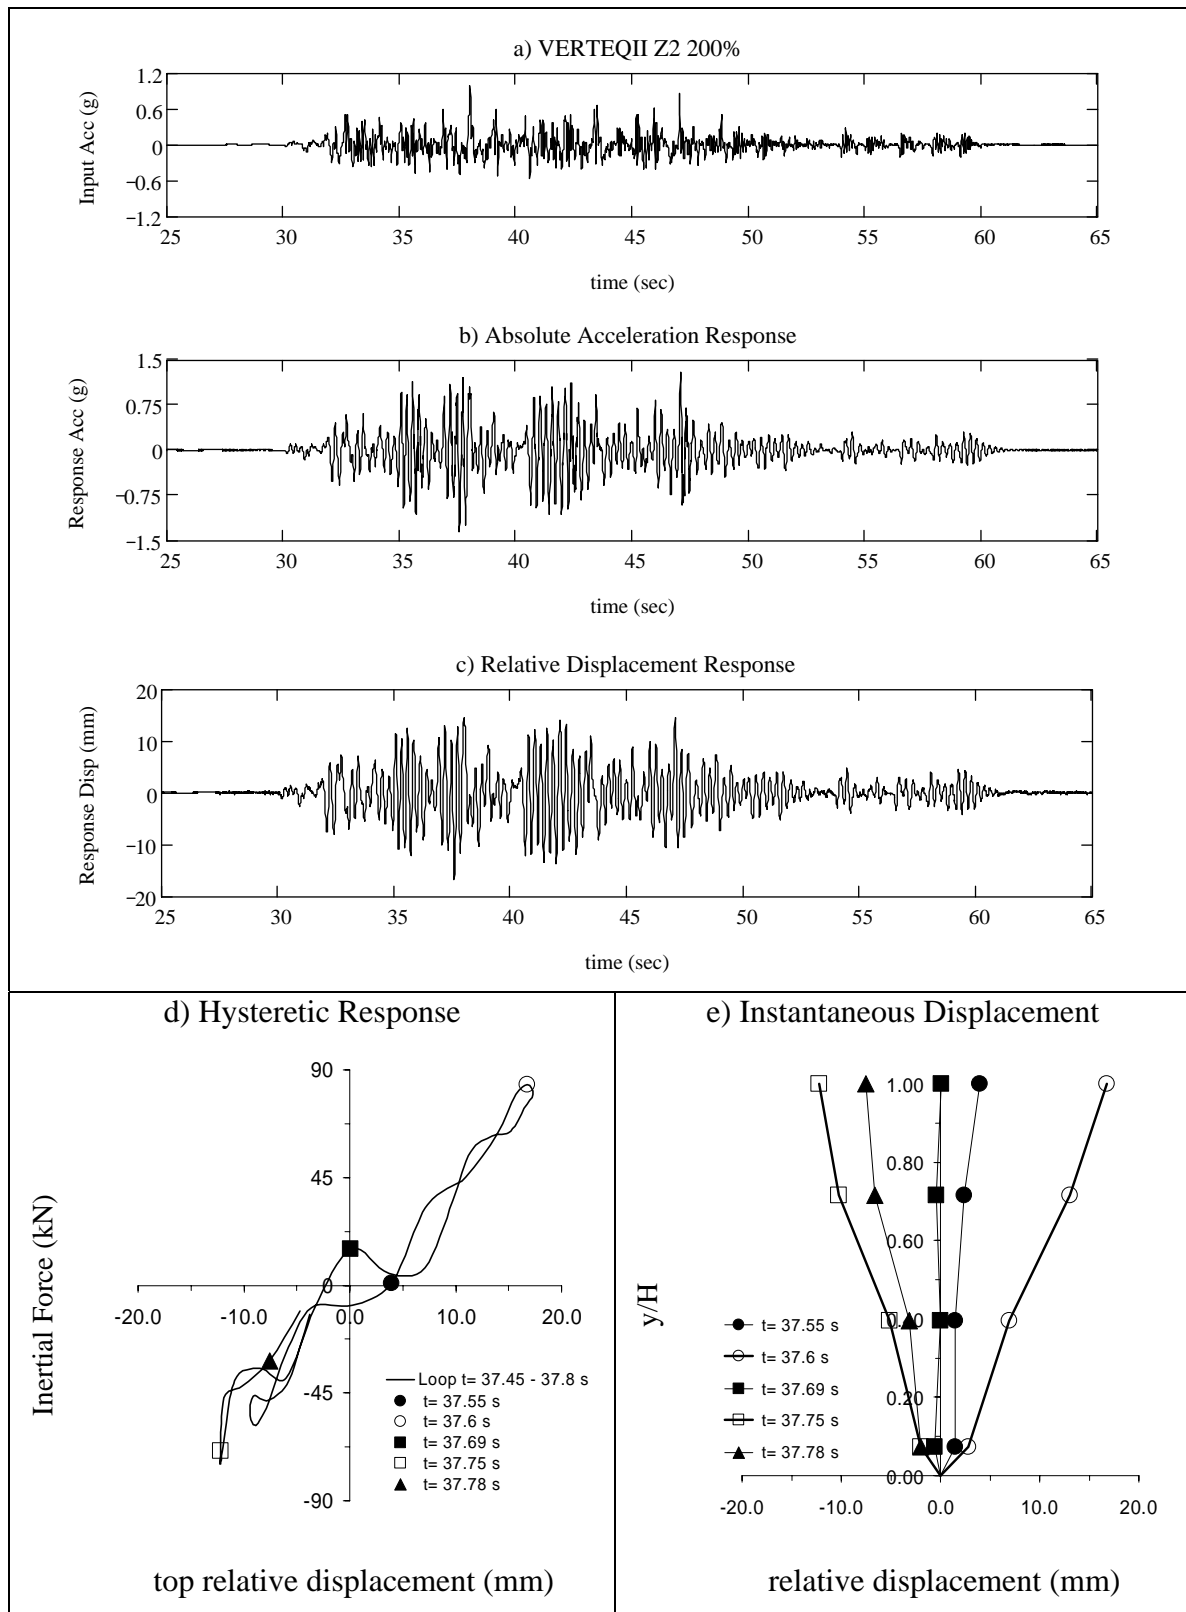 a) VERTEQII Z2 200%
Input Acc (g)
1.2
0.6
0
−0.6
−1.2
25 30 35 40 45 50 55 60 65
time (sec)
b) Absolute Acceleration Response
Response Acc (g)
1.5
0.75
0
−0.75
−1.5
25 30 35 40 45 50 55 60 65
time (sec)
c) Relative Displacement Response
Response Disp (mm)
20
10
0
−10
−20
25 30 35 40 45 50 55 60 65
time (sec)
d) Hysteretic Response
Inertial Force (kN)
90
45
0
-45
-90
-20.0 -10.0 0.0 10.0 20.0
Loop t= 37.45 - 37.8 s
t= 37.55 s
t= 37.6 s
t= 37.69 s
t= 37.75 s
t= 37.78 s
top relative displacement (mm)
e) Instantaneous Displacement
y/H
1.00
0.80
0.60
0.40
0.20
0.00
t= 37.55 s
t= 37.6 s
t= 37.69 s
t= 37.75 s
t= 37.78 s
-20.0 -10.0 0.0 10.0 20.0
relative displacement (mm)